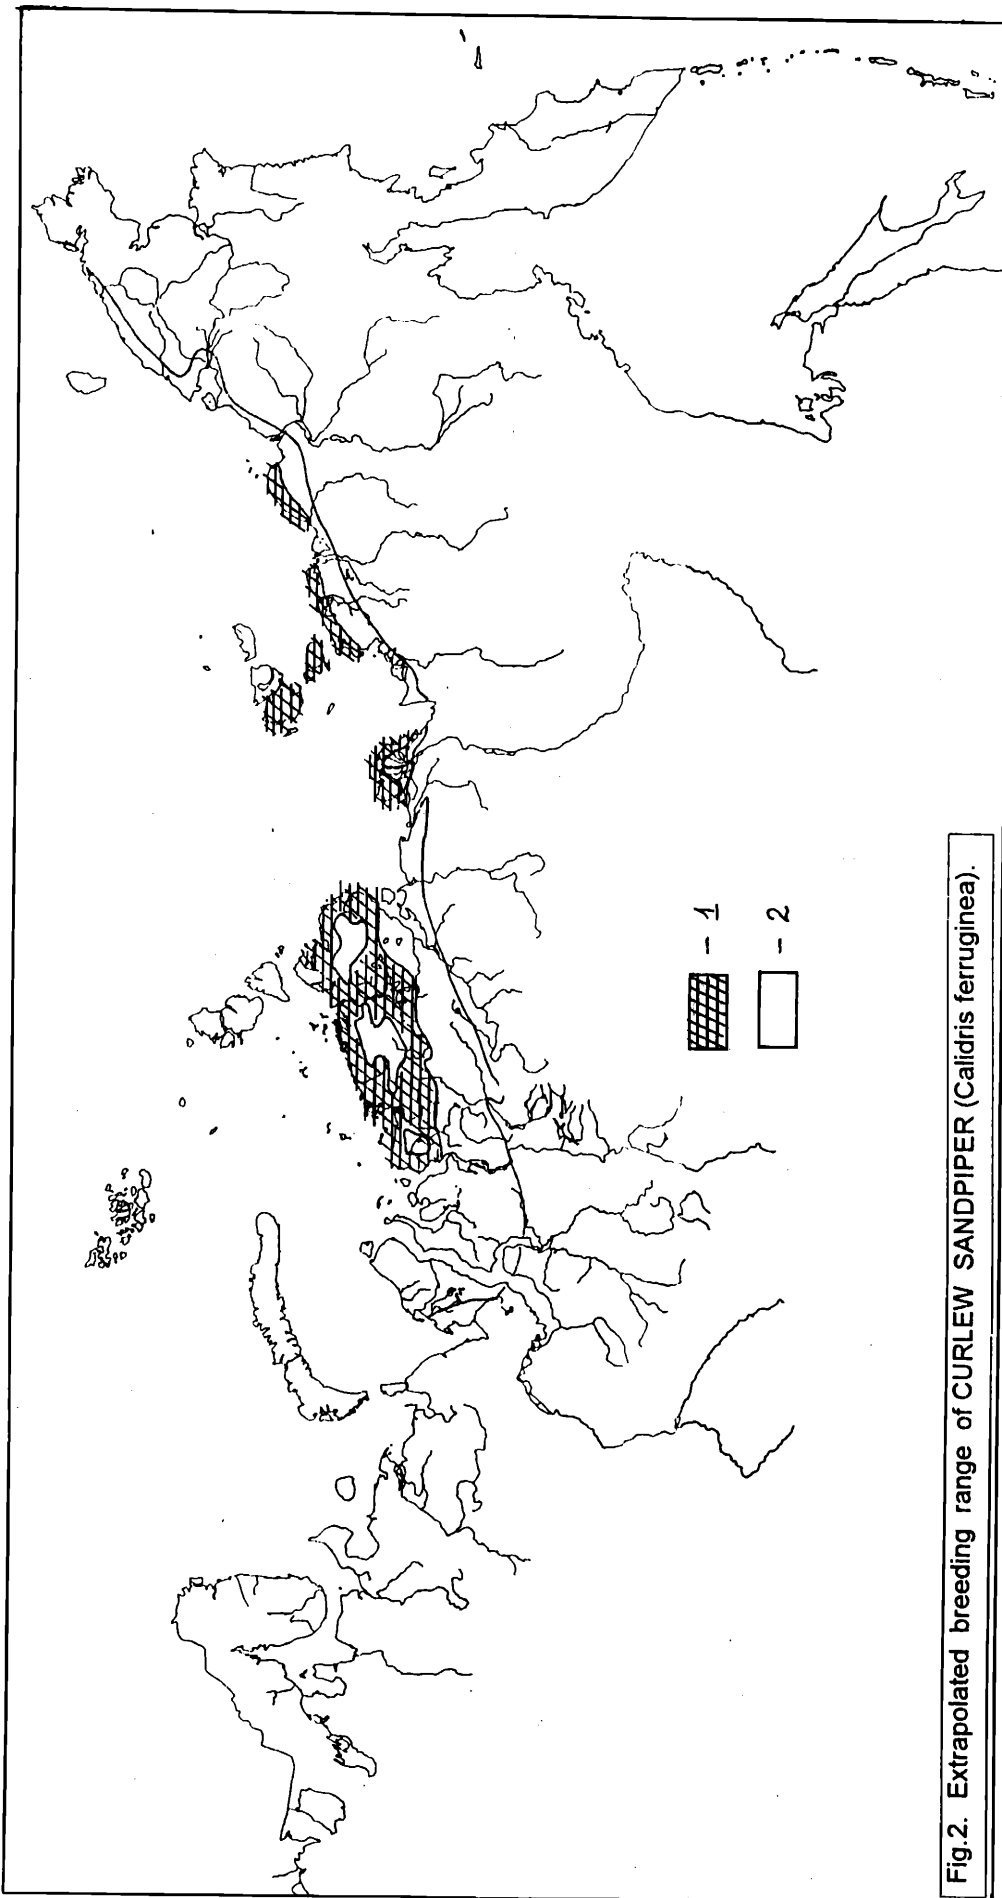 – 1
– 2
Fig.2. Extrapolated breeding range of CURLEW SANDPIPER (Calidris ferruginea).